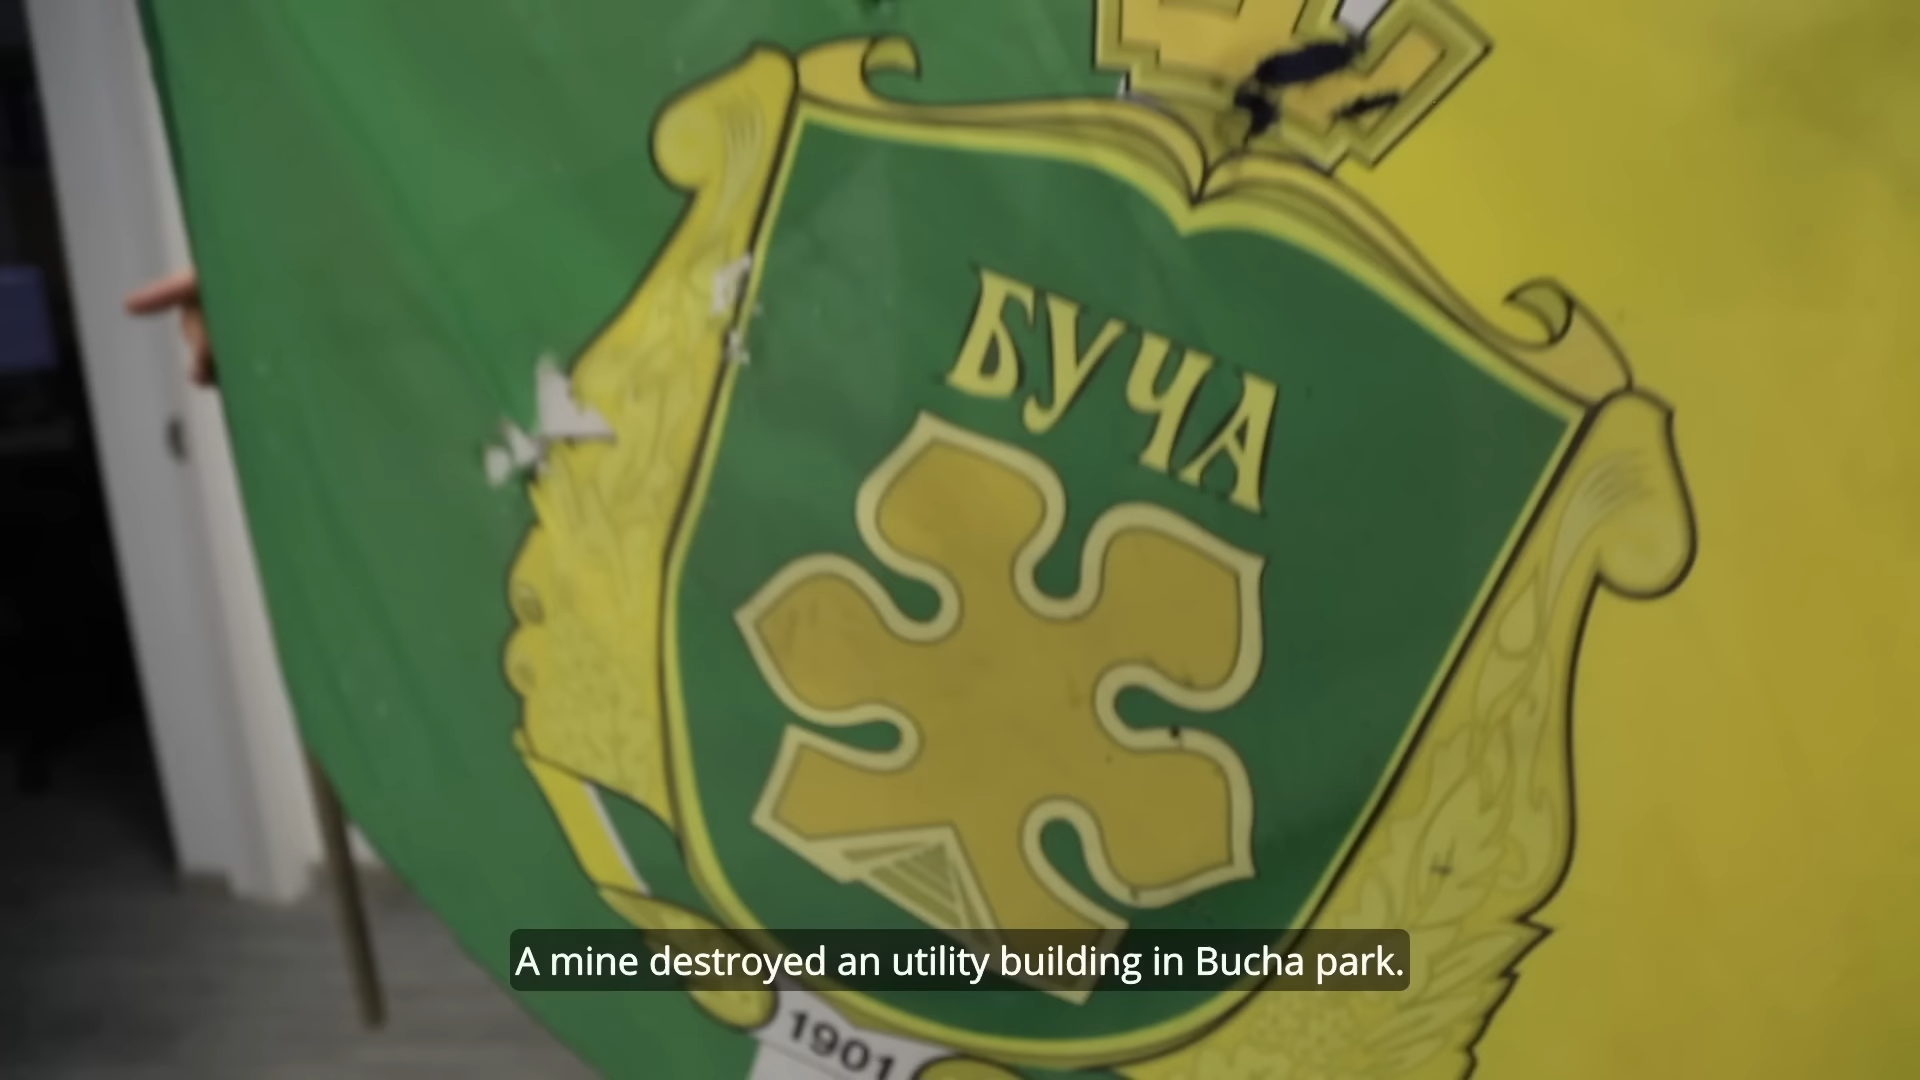 БУЧА
A mine destroyed an utility building in Bucha park.
1901